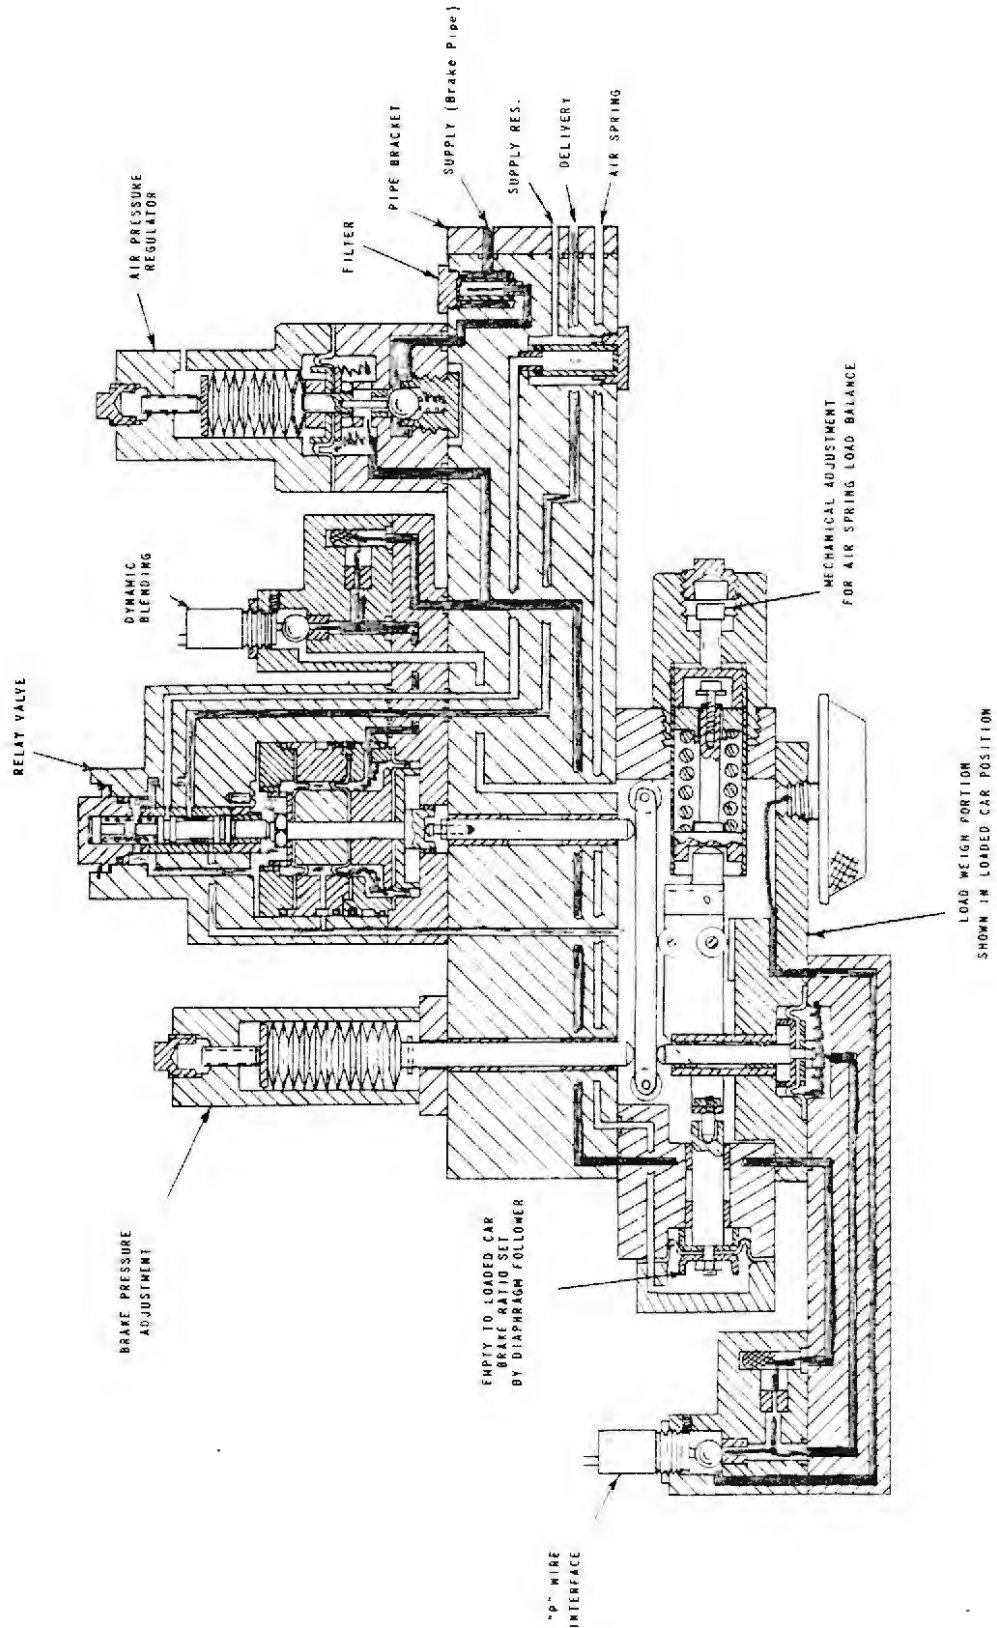 "P" WIRE
INTERFACE
BRAKE PRESSURE
ADJUSTMENT
RELAY VALVE
DYNAMIC
BLENDING
AIR PRESSURE
REGULATOR
FILTER
PIPE BRACKET
SUPPLY (Brake Pipe)
SUPPLY RES.
DELIVERY
AIR SPRING
EMPTY TO LOADED CAR
BRAKE RATIO SET
BY DIAPHRAGM FOLLOWER
MECHANICAL ADJUSTMENT
FOR AIR SPRING LOAD BALANCE
LOAD WEIGH PORTION
SHOWN IN LOADED CAR POSITION